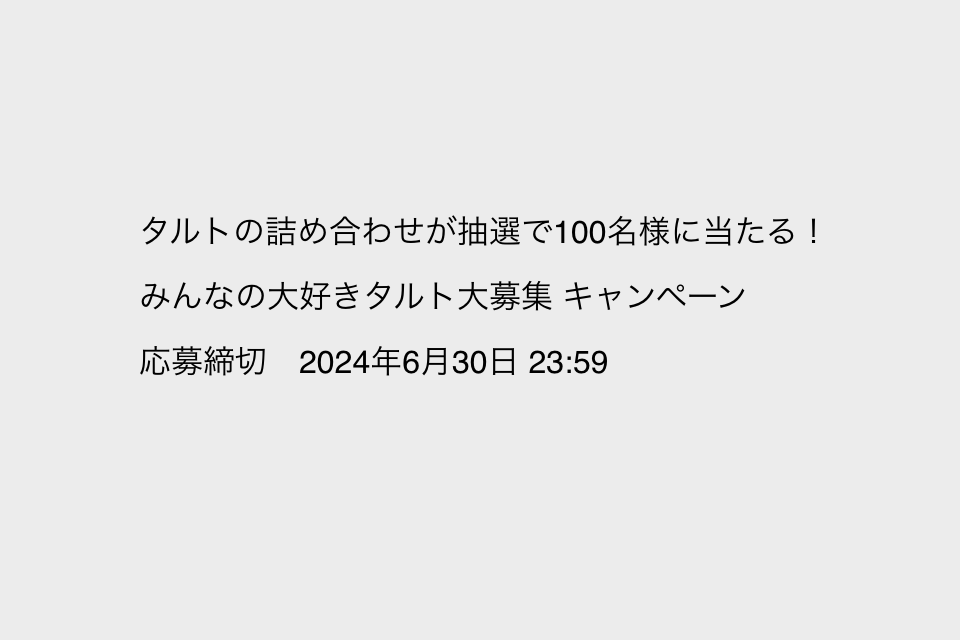 タルトの詰め合わせが抽選で100名様に当たる！
みんなの大好きタルト大募集 キャンペーン
応募締切　2024年6月30日 23:59